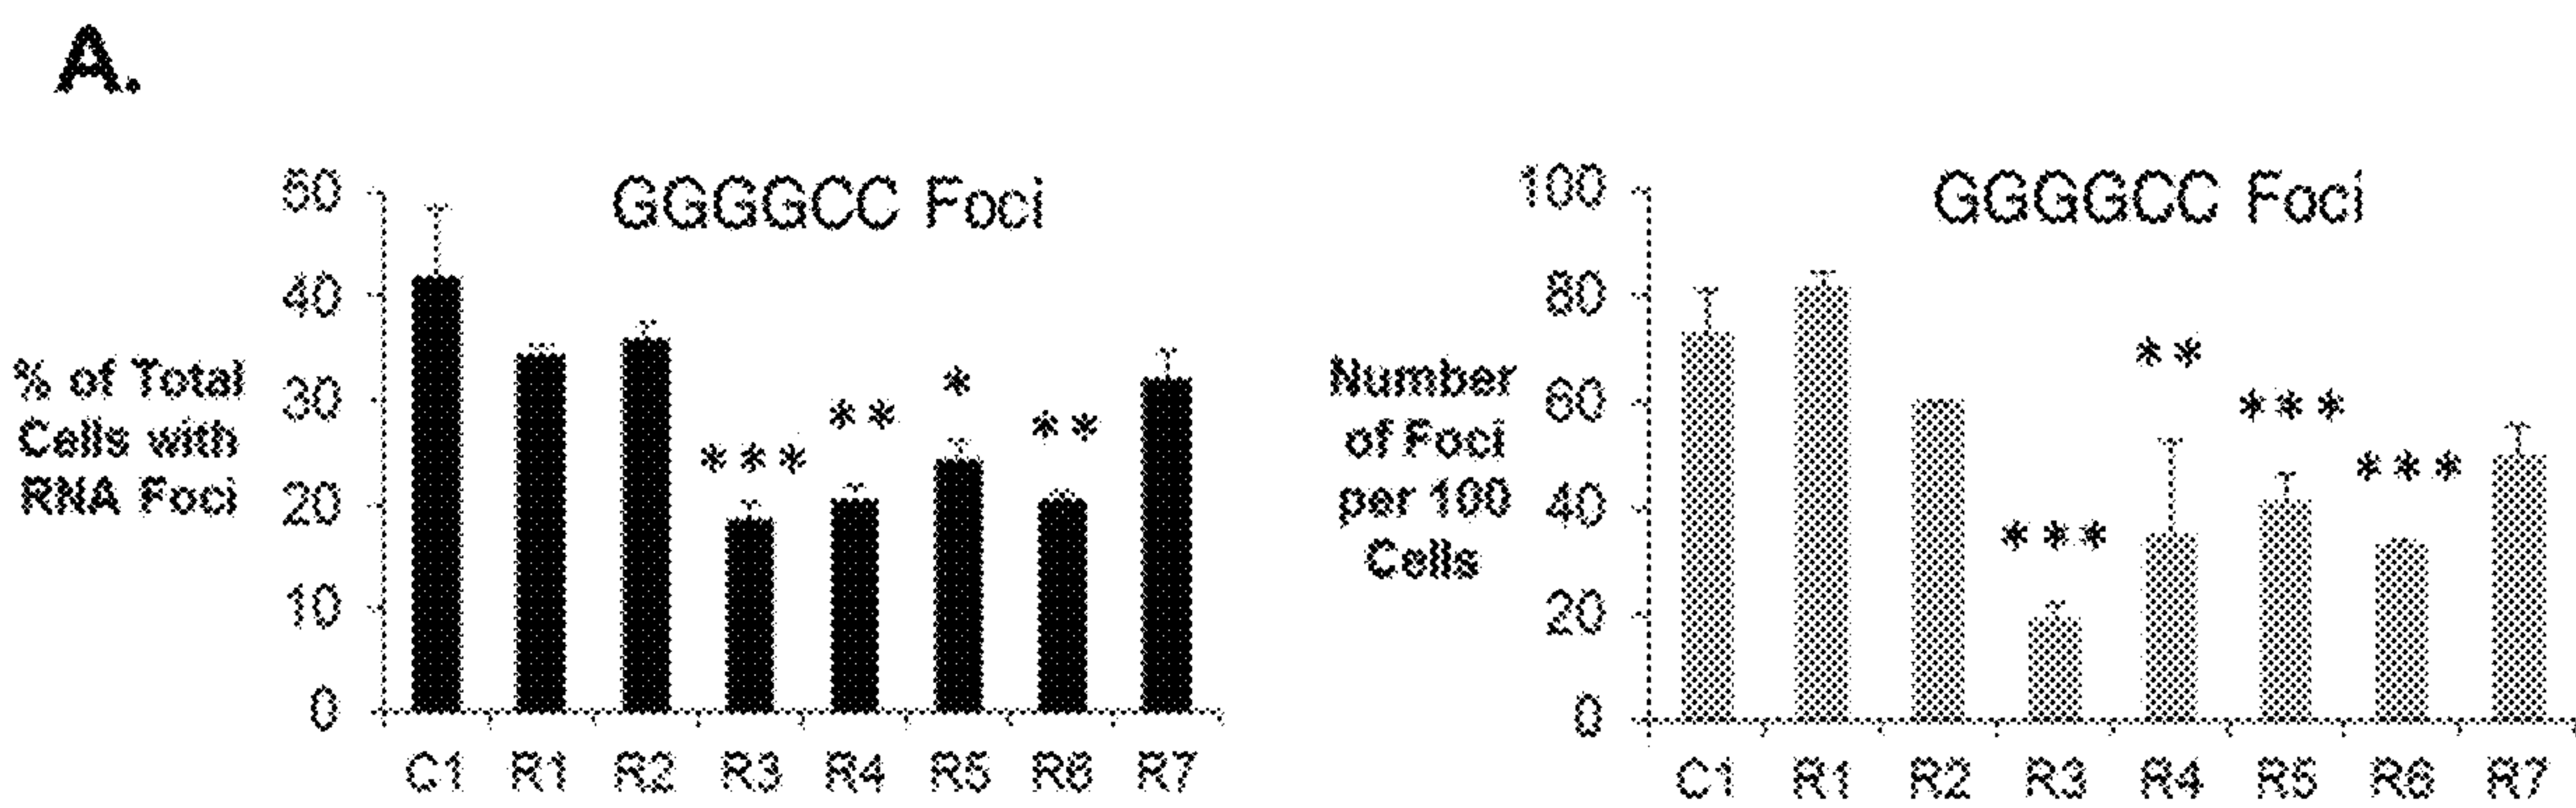 A.
GGGGCC Foci
% of Total
Cells with
RNA Foci
50
40
30
20
10
0
***
**
*
**
C1 R1 R2 R3 R4 R5 R6 R7
GGGGCC Foci
Number
of Foci
per 100
Cells
100
80
60
40
20
0
***
**
***
***
C1 R1 R2 R3 R4 R5 R6 R7